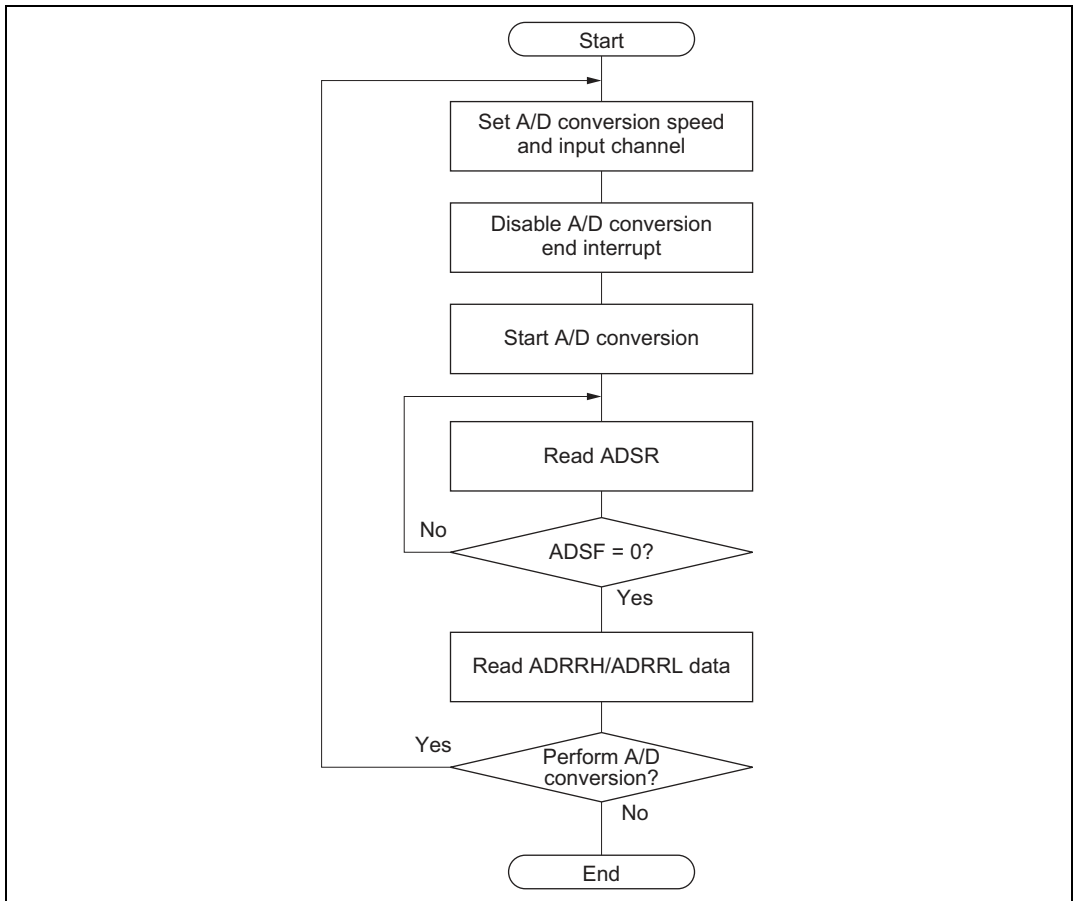 Start
Set A/D conversion speed
and input channel
Disable A/D conversion
end interrupt
Start A/D conversion
Read ADSR
No
ADSF = 0?
Yes
Read ADRRH/ADRRL data
Yes
Perform A/D
conversion?
No
End